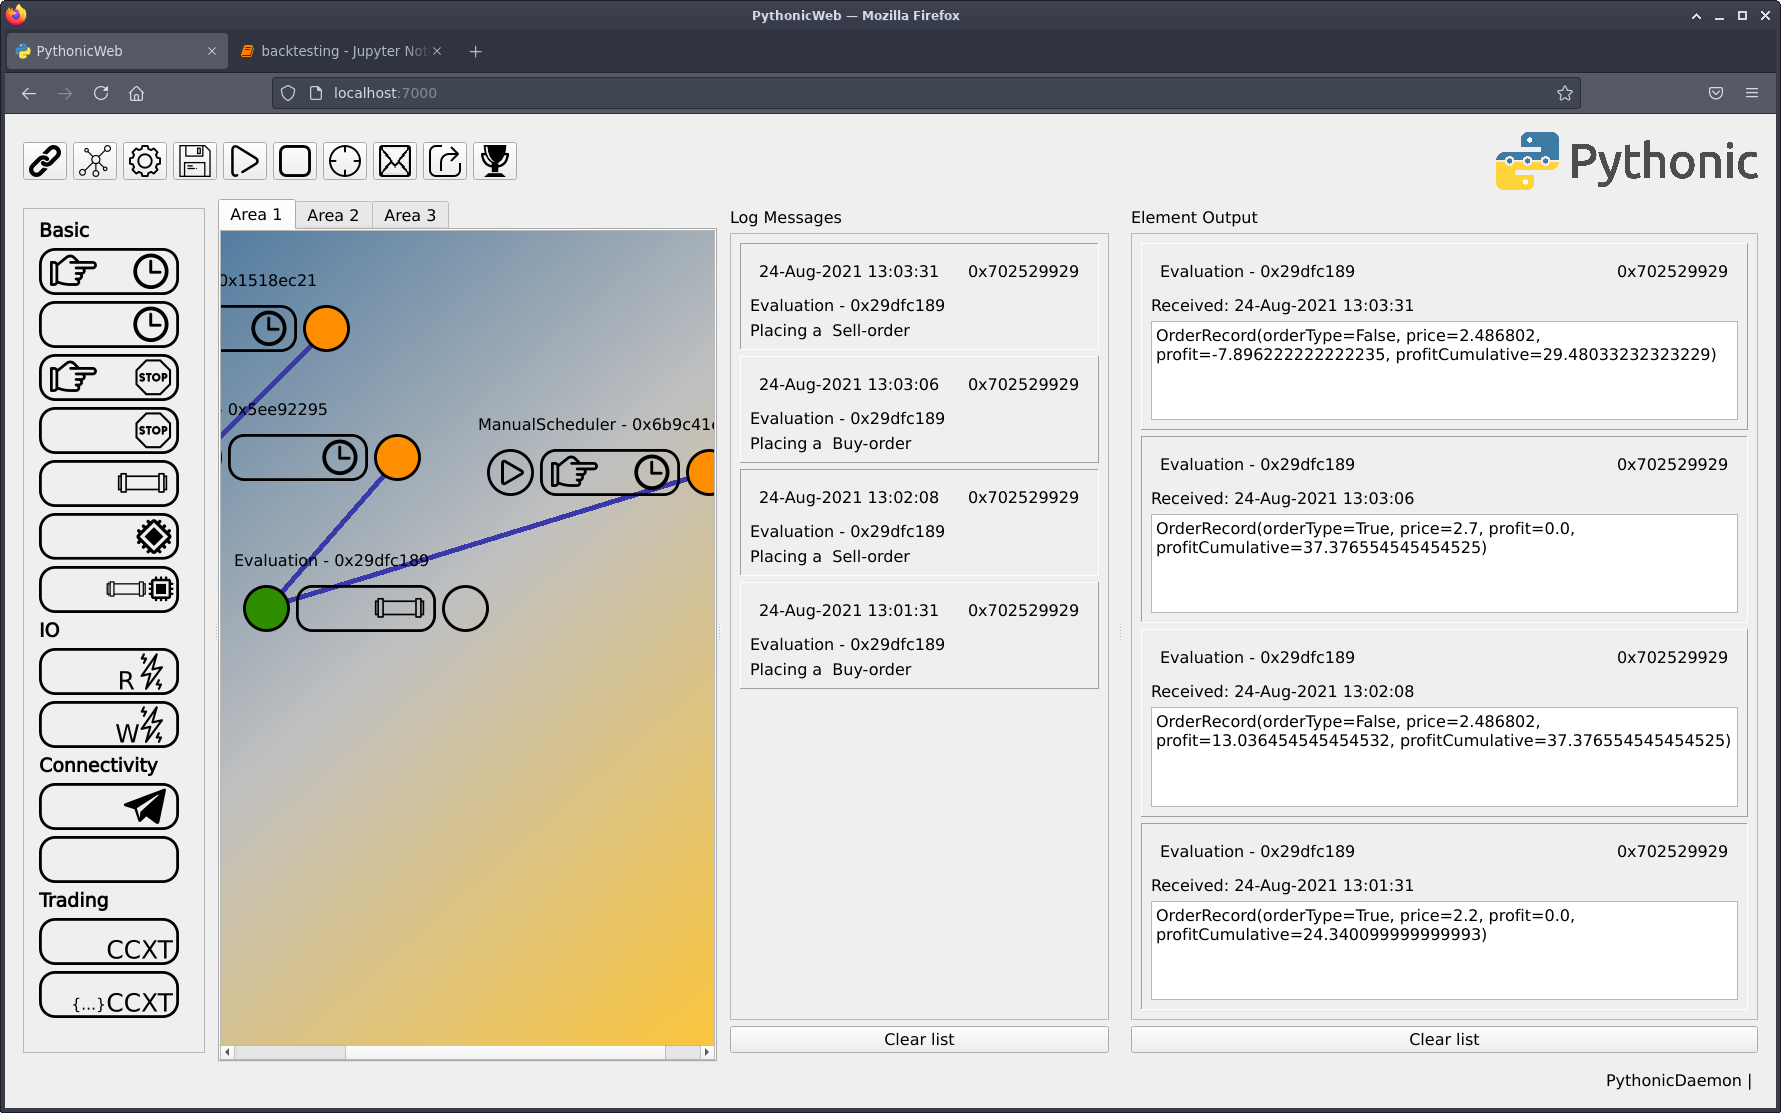 PythonicWeb — Mozilla Firefox
PythonicWeb
backtesting - Jupyter Not
localhost:7000
Pythonic
Basic
STOP
STOP
IO
R
W
Connectivity
Trading
CCXT
{...}CCXT
Area 1
Area 2
Area 3
0x1518ec21
- 0x5ee92295
ManualScheduler - 0x6b9c41
Evaluation - 0x29dfc189
Log Messages
24-Aug-2021 13:03:31 0x702529929
Evaluation - 0x29dfc189
Placing a  Sell-order
24-Aug-2021 13:03:06 0x702529929
Evaluation - 0x29dfc189
Placing a  Buy-order
24-Aug-2021 13:02:08 0x702529929
Evaluation - 0x29dfc189
Placing a  Sell-order
24-Aug-2021 13:01:31 0x702529929
Evaluation - 0x29dfc189
Placing a  Buy-order
Clear list
Element Output
Evaluation - 0x29dfc189 0x702529929
Received: 24-Aug-2021 13:03:31
OrderRecord(orderType=False, price=2.486802,
profit=-7.896222222222235, profitCumulative=29.48033232323229)
Evaluation - 0x29dfc189 0x702529929
Received: 24-Aug-2021 13:03:06
OrderRecord(orderType=True, price=2.7, profit=0.0,
profitCumulative=37.376554545454525)
Evaluation - 0x29dfc189 0x702529929
Received: 24-Aug-2021 13:02:08
OrderRecord(orderType=False, price=2.486802,
profit=13.036454545454532, profitCumulative=37.376554545454525)
Evaluation - 0x29dfc189 0x702529929
Received: 24-Aug-2021 13:01:31
OrderRecord(orderType=True, price=2.2, profit=0.0,
profitCumulative=24.340099999999993)
Clear list
PythonicDaemon |